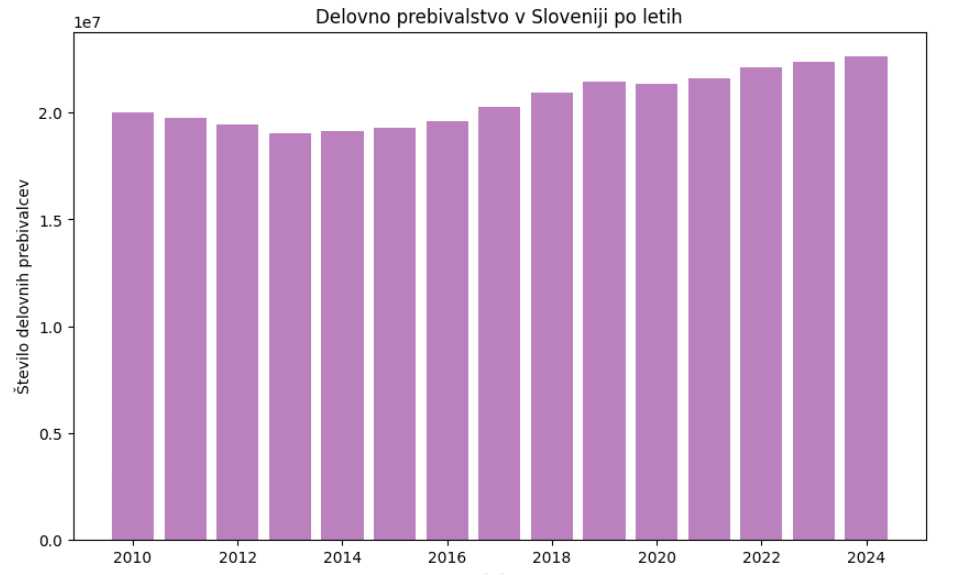 Delovno prebivalstvo v Sloveniji po letih
1e7
Število delovnih prebivalcev
2.0
1.5
1.0
0.5
0.0
2010 2012 2014 2016 2018 2020 2022 2024